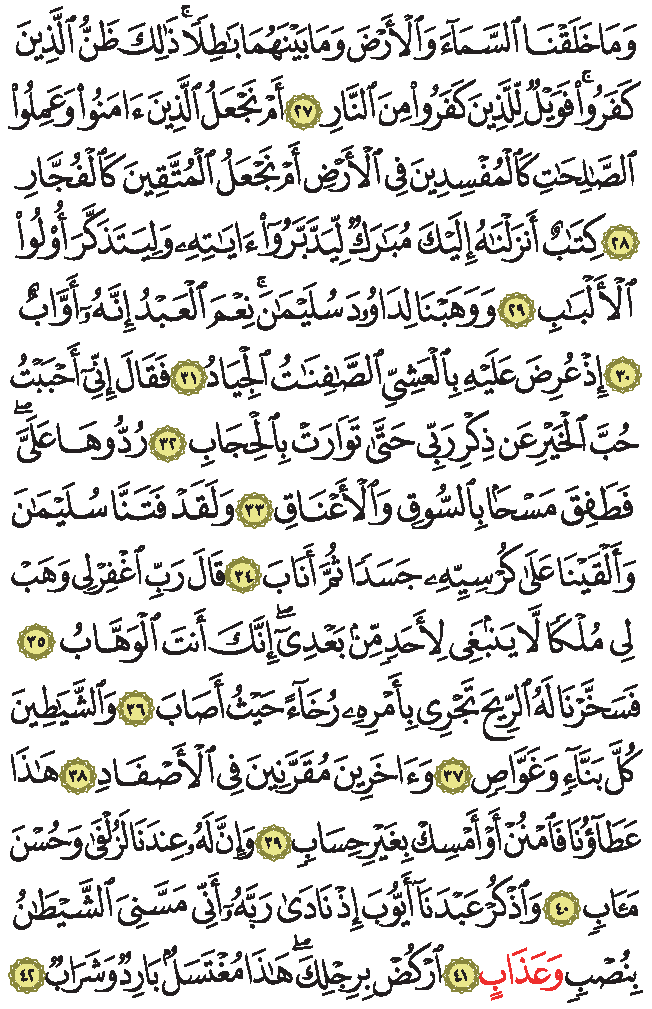 وَمَا خَلَقْنَا ٱلسَّمَآءَ وَٱلْأَرْضَ وَمَا بَيْنَهُمَا بَٰطِلًا ۚ ذَٰلِكَ ظَنُّ ٱلَّذِينَ
كَفَرُوا۟ ۚ فَوَيْلٌ لِّلَّذِينَ كَفَرُوا۟ مِنَ ٱلنَّارِ ٢٧ أَمْ نَجْعَلُ ٱلَّذِينَ ءَامَنُوا۟ وَعَمِلُوا۟
ٱلصَّٰلِحَٰتِ كَٱلْمُفْسِدِينَ فِى ٱلْأَرْضِ أَمْ نَجْعَلُ ٱلْمُتَّقِينَ كَٱلْفُجَّارِ
٢٨ كِتَٰبٌ أَنزَلْنَٰهُ إِلَيْكَ مُبَٰرَكٌ لِّيَدَّبَّرُوٓا۟ ءَايَٰتِهِۦ وَلِيَتَذَكَّرَ أُو۟لُوا۟
ٱلْأَلْبَٰبِ ٢٩ وَوَهَبْنَا لِدَاوُۥدَ سُلَيْمَٰنَ ۚ نِعْمَ ٱلْعَبْدُ إِنَّهُۥٓ أَوَّابٌ
٣٠ إِذْ عُرِضَ عَلَيْهِ بِٱلْعَشِىِّ ٱلصَّٰفِنَٰتُ ٱلْجِيَادُ ٣١ فَقَالَ إِنِّىٓ أَحْبَبْتُ
حُبَّ ٱلْخَيْرِ عَن ذِكْرِ رَبِّى حَتَّىٰ تَوَارَتْ بِٱلْحِجَابِ ٣٢ رُدُّوهَا عَلَىَّ ۖ
فَطَفِقَ مَسْحًۢا بِٱلسُّوقِ وَٱلْأَعْنَاقِ ٣٣ وَلَقَدْ فَتَنَّا سُلَيْمَٰنَ
وَأَلْقَيْنَا عَلَىٰ كُرْسِيِّهِۦ جَسَدًا ثُمَّ أَنَابَ ٣٤ قَالَ رَبِّ ٱغْفِرْ لِى وَهَبْ
لِى مُلْكًا لَّا يَنۢبَغِى لِأَحَدٍ مِّنۢ بَعْدِىٓ ۖ إِنَّكَ أَنتَ ٱلْوَهَّابُ ٣٥
فَسَخَّرْنَا لَهُ ٱلرِّيحَ تَجْرِى بِأَمْرِهِۦ رُخَآءً حَيْثُ أَصَابَ ٣٦ وَٱلشَّيَٰطِينَ
كُلَّ بَنَّآءٍ وَغَوَّاصٍ ٣٧ وَءَاخَرِينَ مُقَرَّنِينَ فِى ٱلْأَصْفَادِ ٣٨ هَٰذَا
عَطَآؤُنَا فَٱمْنُنْ أَوْ أَمْسِكْ بِغَيْرِ حِسَابٍ ٣٩ وَإِنَّ لَهُۥ عِندَنَا لَزُلْفَىٰ وَحُسْنَ
مَـَٔابٍ ٤٠ وَٱذْكُرْ عَبْدَنَآ أَيُّوبَ إِذْ نَادَىٰ رَبَّهُۥٓ أَنِّى مَسَّنِىَ ٱلشَّيْطَٰنُ
بِنُصْبٍ وَعَذَابٍ ٤١ ٱرْكُضْ بِرِجْلِكَ ۖ هَٰذَا مُغْتَسَلٌۢ بَارِدٌ وَشَرَابٌ ٤٢